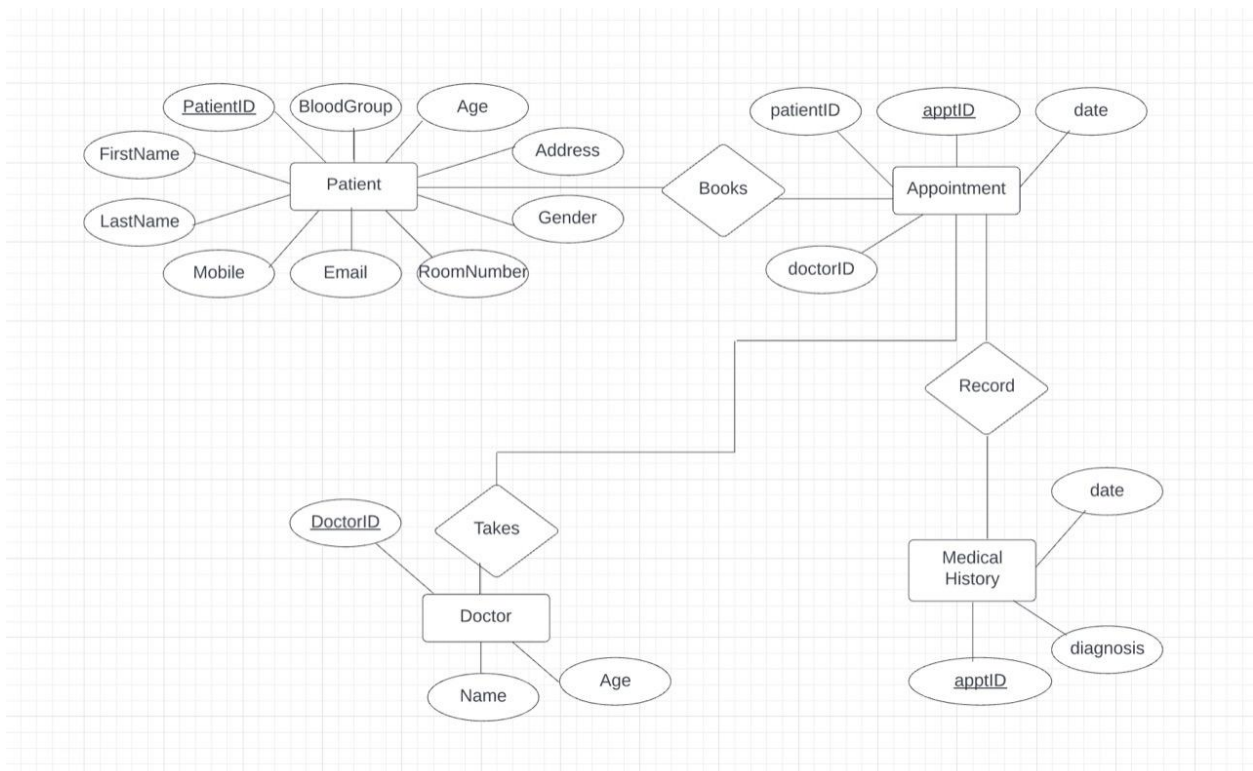 PatientID
BloodGroup
Age
FirstName
Patient
Address
LastName
Gender
Mobile
Email
RoomNumber
Books
patientID
apptID
date
Appointment
doctorID
Record
DoctorID
Takes
Doctor
Name
Age
date
Medical
History
diagnosis
apptID